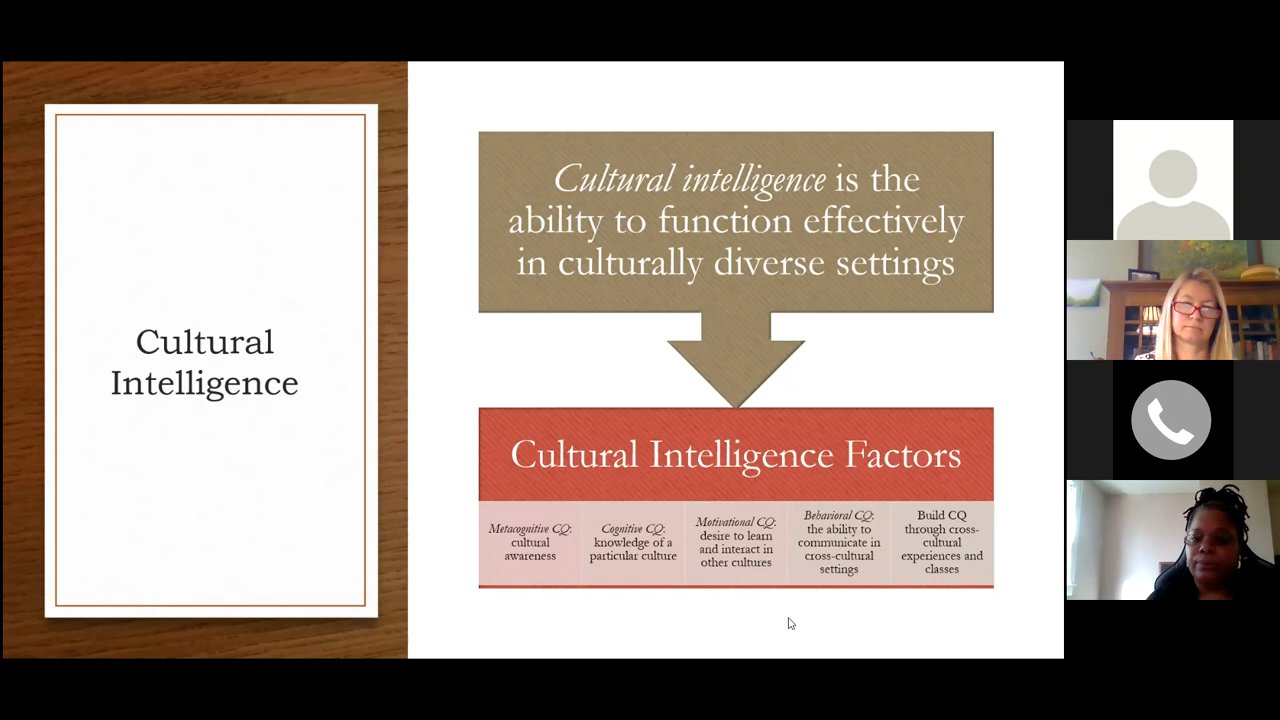 Cultural
Intelligence
Cultural intelligence is the
ability to function effectively
in culturally diverse settings
Cultural Intelligence Factors
Metacognitive CQ:
cultural
awareness
Cognitive CQ:
knowledge of a
particular culture
Motivational CQ:
desire to learn
and interact in
other cultures
Behavioral CQ:
the ability to
communicate in
cross-cultural
settings
Build CQ
through cross-
cultural
experiences and
classes